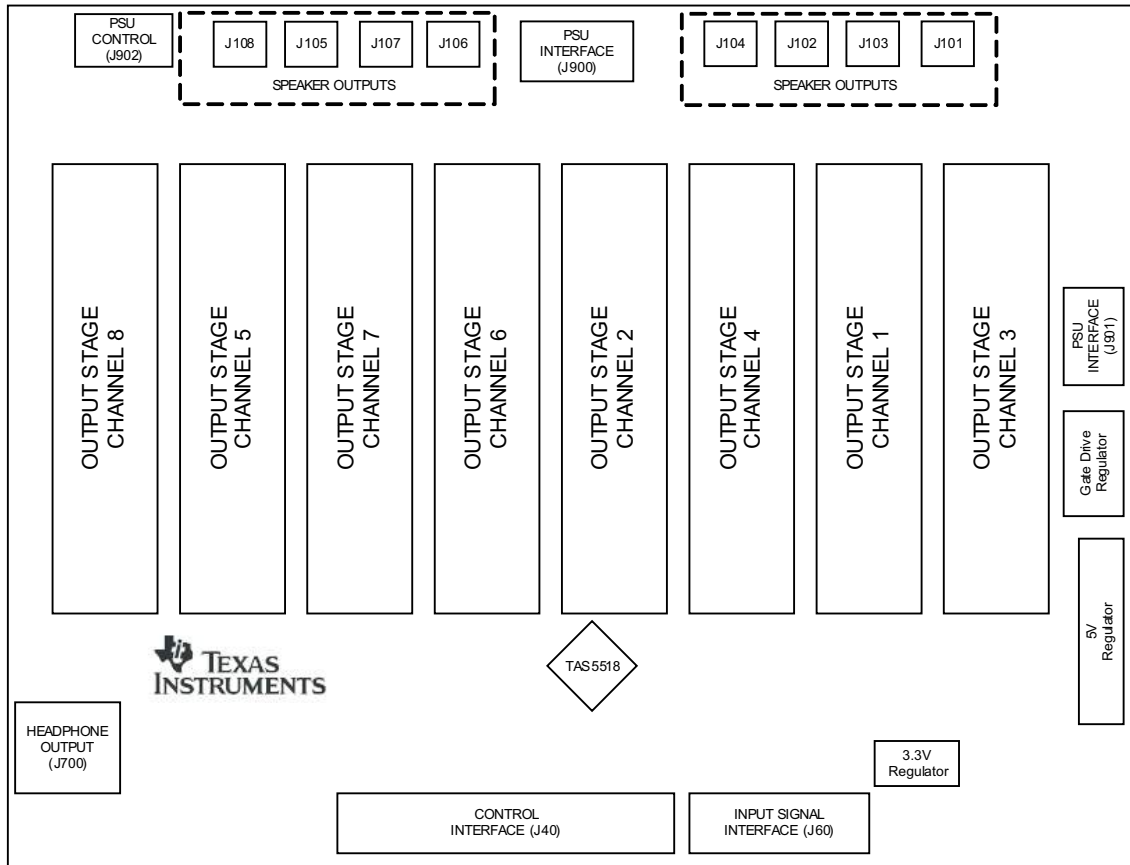 PSU
CONTROL
(J902)
J108
J105
J107
J106
SPEAKER OUTPUTS
PSU
INTERFACE
(J900)
J104
J102
J103
J101
SPEAKER OUTPUTS
OUTPUT STAGE
CHANNEL 8
OUTPUT STAGE
CHANNEL 5
OUTPUT STAGE
CHANNEL 7
OUTPUT STAGE
CHANNEL 6
OUTPUT STAGE
CHANNEL 2
OUTPUT STAGE
CHANNEL 4
OUTPUT STAGE
CHANNEL 1
OUTPUT STAGE
CHANNEL 3
PSU
INTERFACE
(J901)
Gate Drive
Regulator
5V
Regulator
TEXAS
INSTRUMENTS
TAS5518
HEADPHONE
OUTPUT
(J700)
3.3V
Regulator
CONTROL
INTERFACE (J40)
INPUT SIGNAL
INTERFACE (J60)